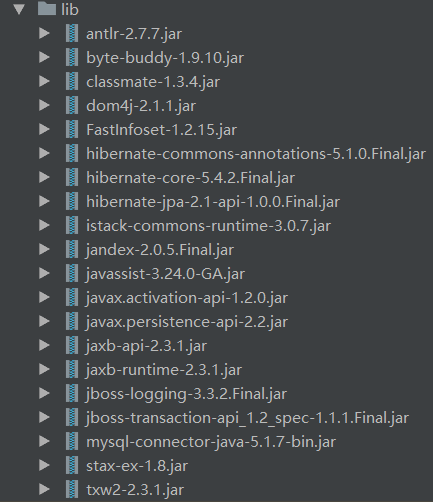 lib
antlr-2.7.7.jar
byte-buddy-1.9.10.jar
classmate-1.3.4.jar
dom4j-2.1.1.jar
FastInfoset-1.2.15.jar
hibernate-commons-annotations-5.1.0.Final.jar
hibernate-core-5.4.2.Final.jar
hibernate-jpa-2.1-api-1.0.0.Final.jar
istack-commons-runtime-3.0.7.jar
jandex-2.0.5.Final.jar
javassist-3.24.0-GA.jar
javax.activation-api-1.2.0.jar
javax.persistence-api-2.2.jar
jaxb-api-2.3.1.jar
jaxb-runtime-2.3.1.jar
jboss-logging-3.3.2.Final.jar
jboss-transaction-api_1.2_spec-1.1.1.Final.jar
mysql-connector-java-5.1.7-bin.jar
stax-ex-1.8.jar
txw2-2.3.1.jar